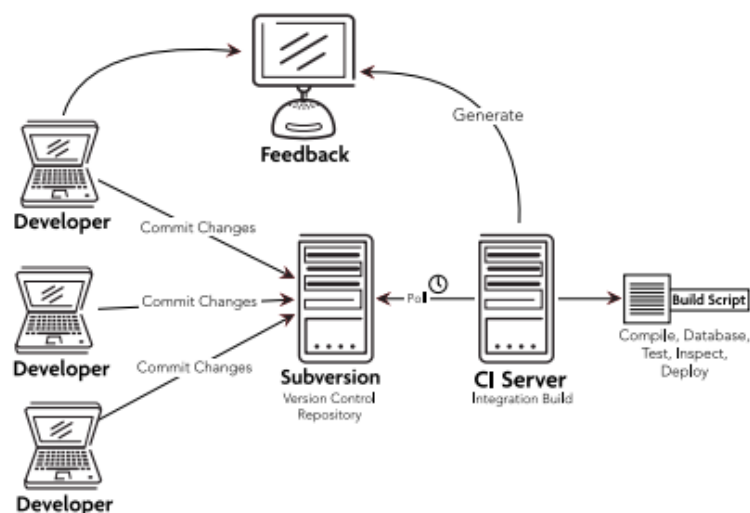 Generate
Feedback
Developer
Commit Changes
Poll
Commit Changes
Build Script
Developer
Compile, Database,
Test, Inspect,
Deploy
Commit Changes
Subversion
Version Control
Repository
CI Server
Integration Build
Developer